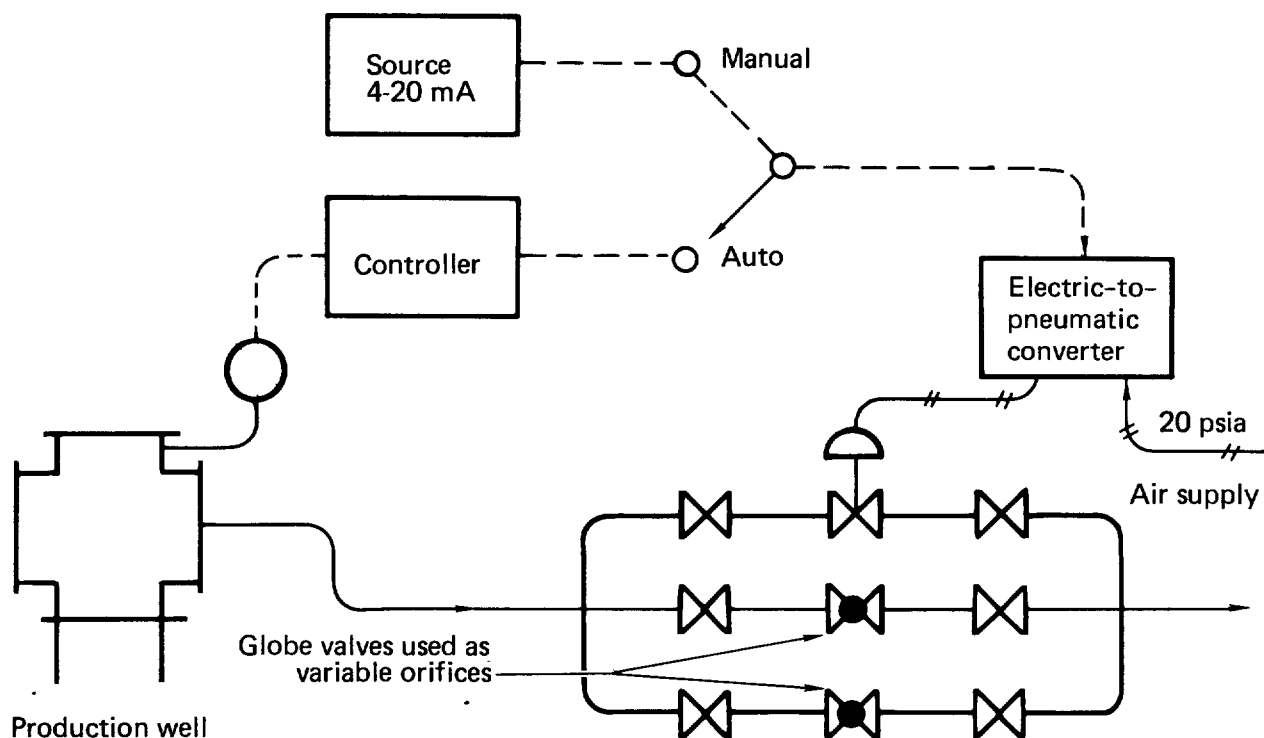 Source
4-20 mA
Manual
Controller
Auto
Electric-to-
pneumatic
converter
20 psia
Air supply
Globe valves used as
variable orifices
Production well